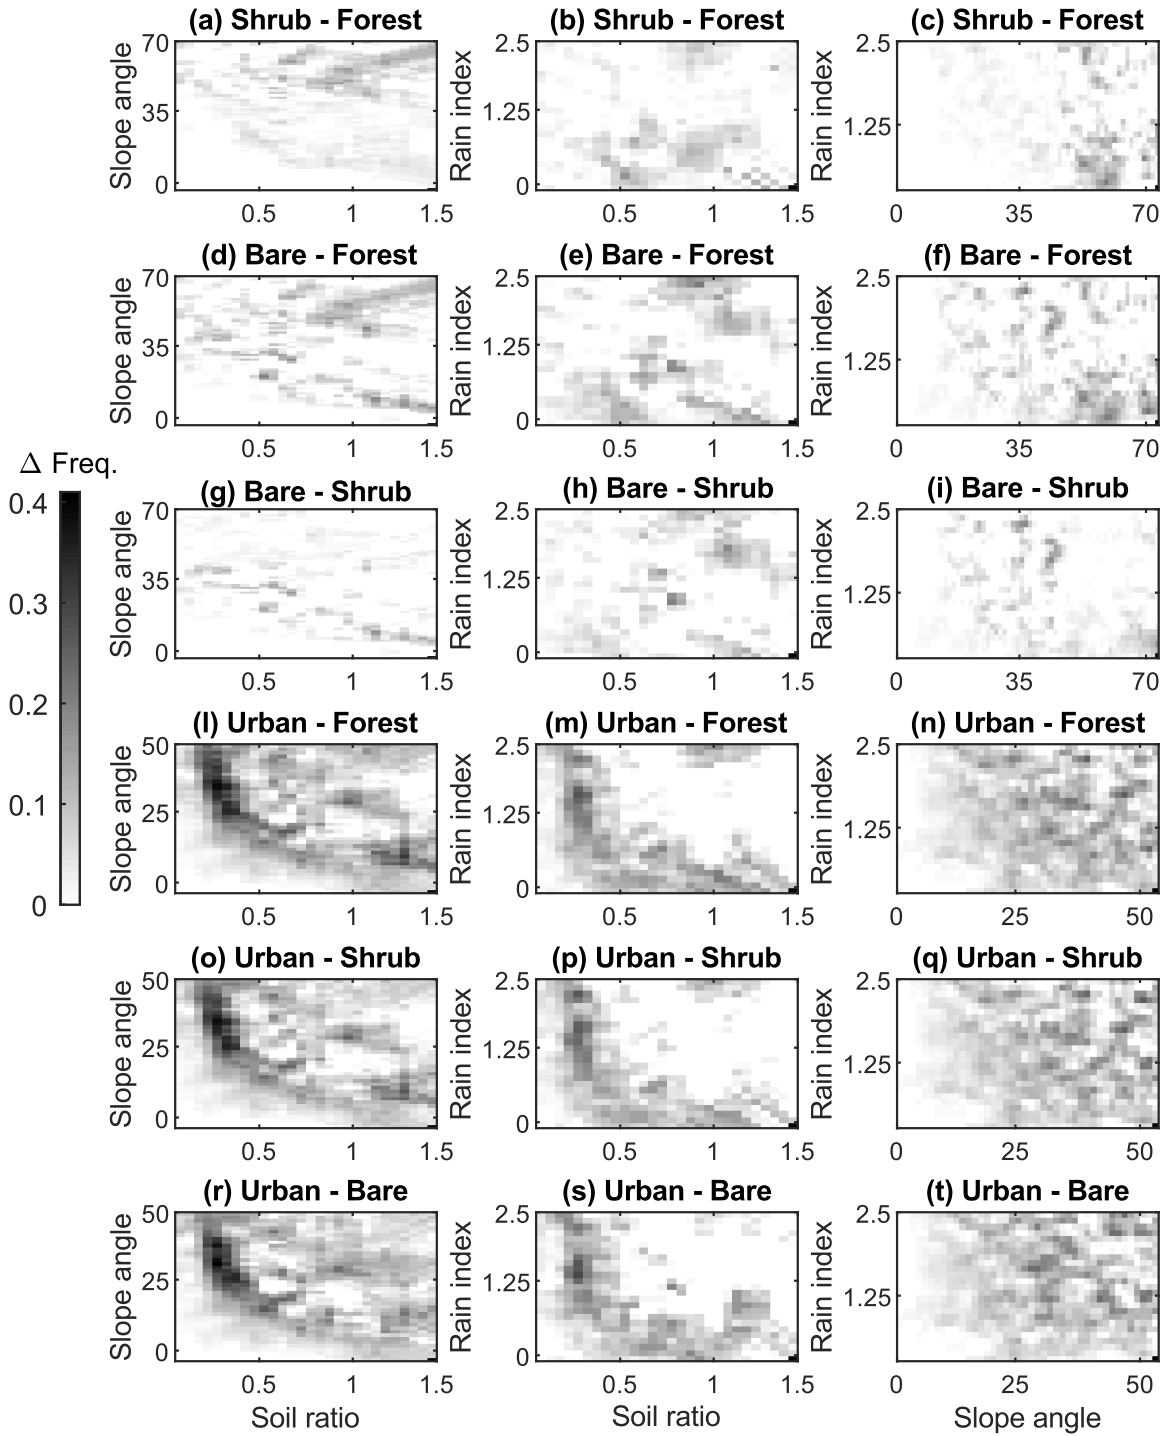 (a) Shrub - Forest (b) Shrub - Forest (c) Shrub - Forest
Slope angle 70 35 0 Rain index 2.5 1.25 0 Rain index 2.5 1.25
0.5 1 1.5 0.5 1 1.5 0 35 70
(d) Bare - Forest (e) Bare - Forest (f) Bare - Forest
Slope angle 70 35 0 Rain index 2.5 1.25 0 Rain index 2.5 1.25
0.5 1 1.5 0.5 1 1.5 0 35 70
Δ Freq.
0.4
0.3
0.2
0.1
0
(g) Bare - Shrub (h) Bare - Shrub (i) Bare - Shrub
Slope angle 70 35 0 Rain index 2.5 1.25 0 Rain index 2.5 1.25
0.5 1 1.5 0.5 1 1.5 0 35 70
(l) Urban - Forest (m) Urban - Forest (n) Urban - Forest
Slope angle 50 25 0 Rain index 2.5 1.25 0 Rain index 2.5 1.25
0.5 1 1.5 0.5 1 1.5 0 25 50
(o) Urban - Shrub (p) Urban - Shrub (q) Urban - Shrub
Slope angle 50 25 0 Rain index 2.5 1.25 0 Rain index 2.5 1.25
0.5 1 1.5 0.5 1 1.5 0 25 50
(r) Urban - Bare (s) Urban - Bare (t) Urban - Bare
Slope angle 50 25 0 Rain index 2.5 1.25 0 Rain index 2.5 1.25
0.5 1 1.5 0.5 1 1.5 0 25 50
Soil ratio Soil ratio Slope angle